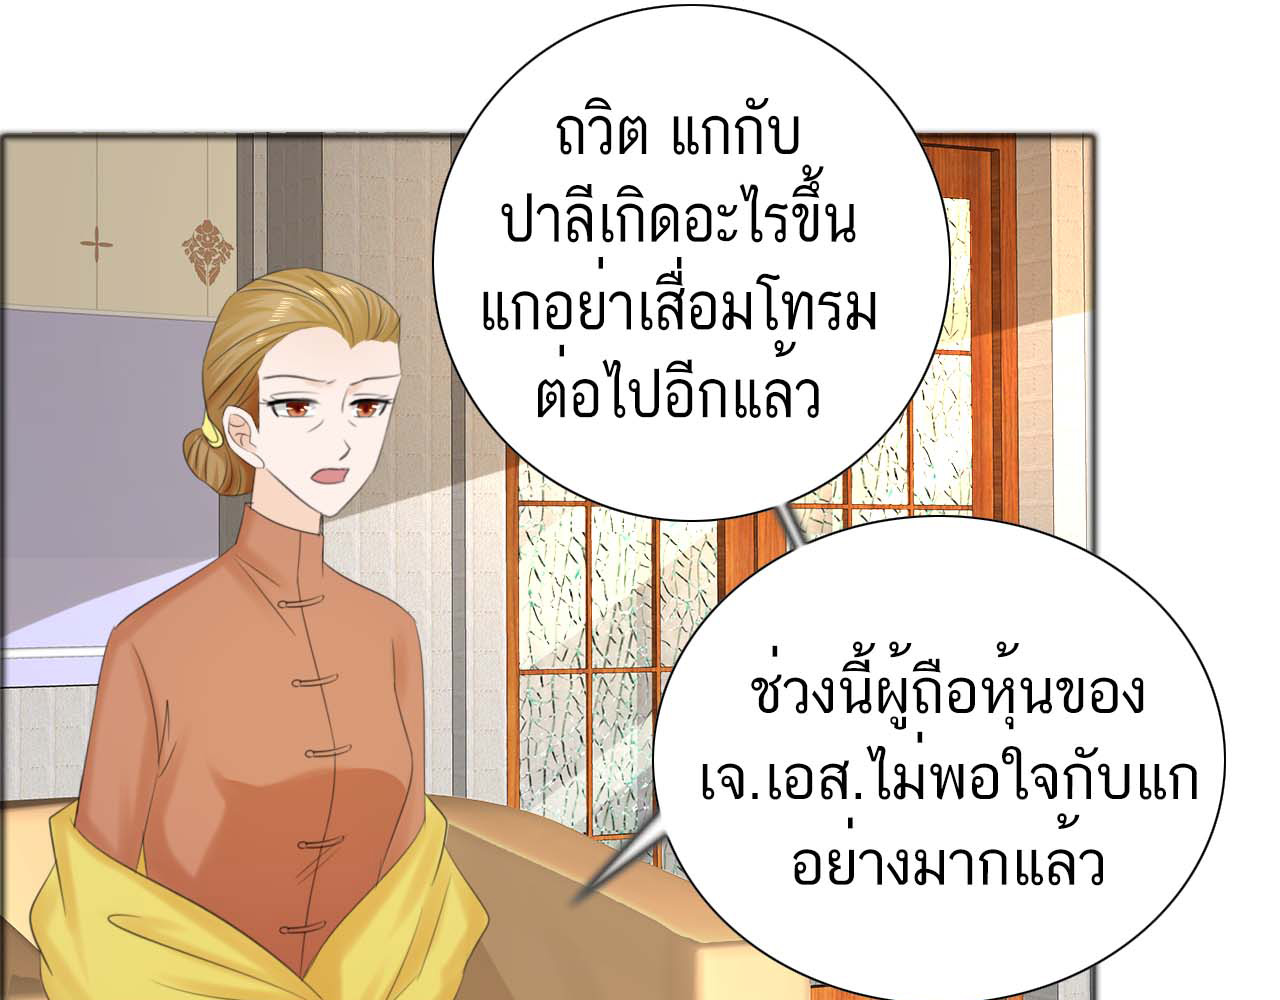 ถวิต แกกับ
ปาลีเกิดอะไรขึ้น
แกอย่าเสื่อมโทรม
ต่อไปอีกแล้ว
ช่วงนี้ผู้ถือหุ้นของ
เจ.เอส.ไม่พอใจกับแก
อย่างมากแล้ว